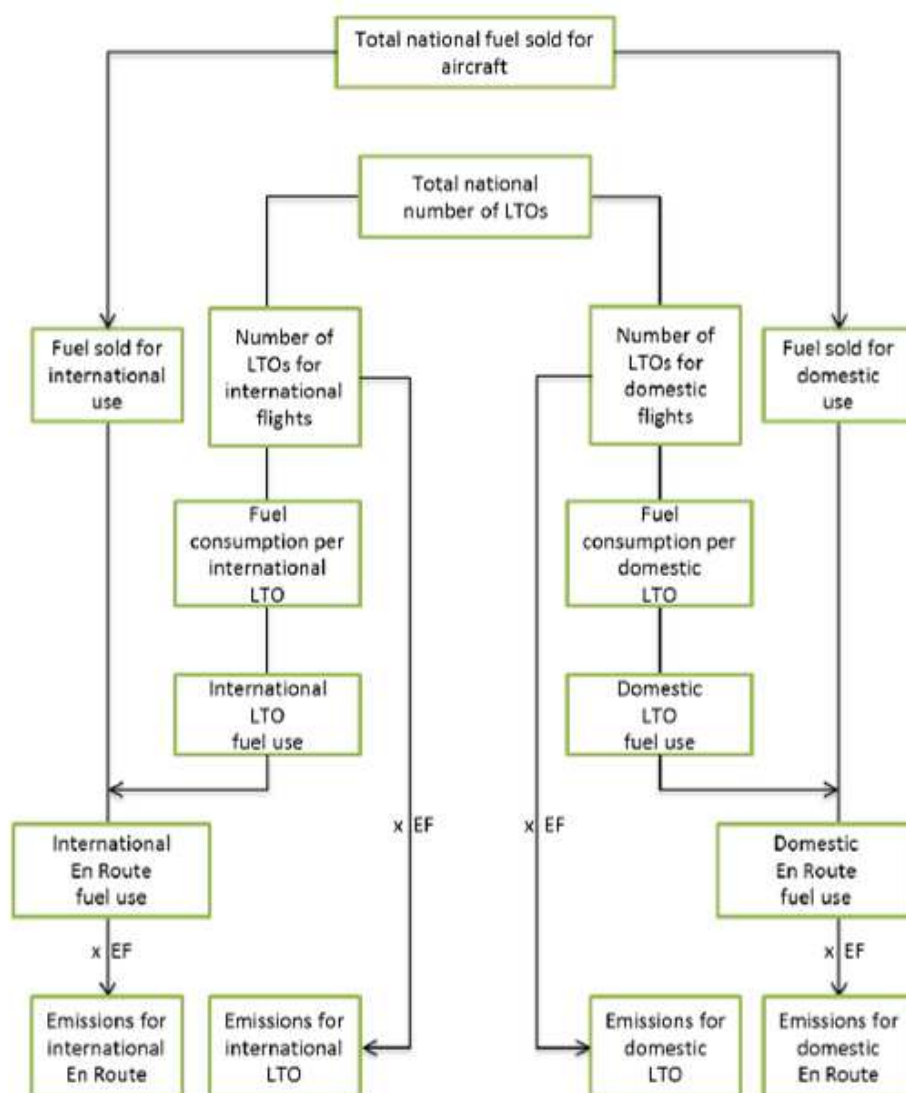 Total national fuel sold for
aircraft
Total national
number of LTOs
Fuel sold for
international
use
Number of
LTOs for
international
flights
Number of
LTOs for
domestic
flights
Fuel sold for
domestic
use
Fuel
consumption per
international
LTO
Fuel
consumption per
domestic
LTO
International
LTO
fuel use
Domestic
LTO
fuel use
x EF
x EF
International
En Route
fuel use
Domestic
En Route
fuel use
x EF
x EF
Emissions for
international
En Route
Emissions for
international
LTO
Emissions for
domestic
LTO
Emissions for
domestic
En Route